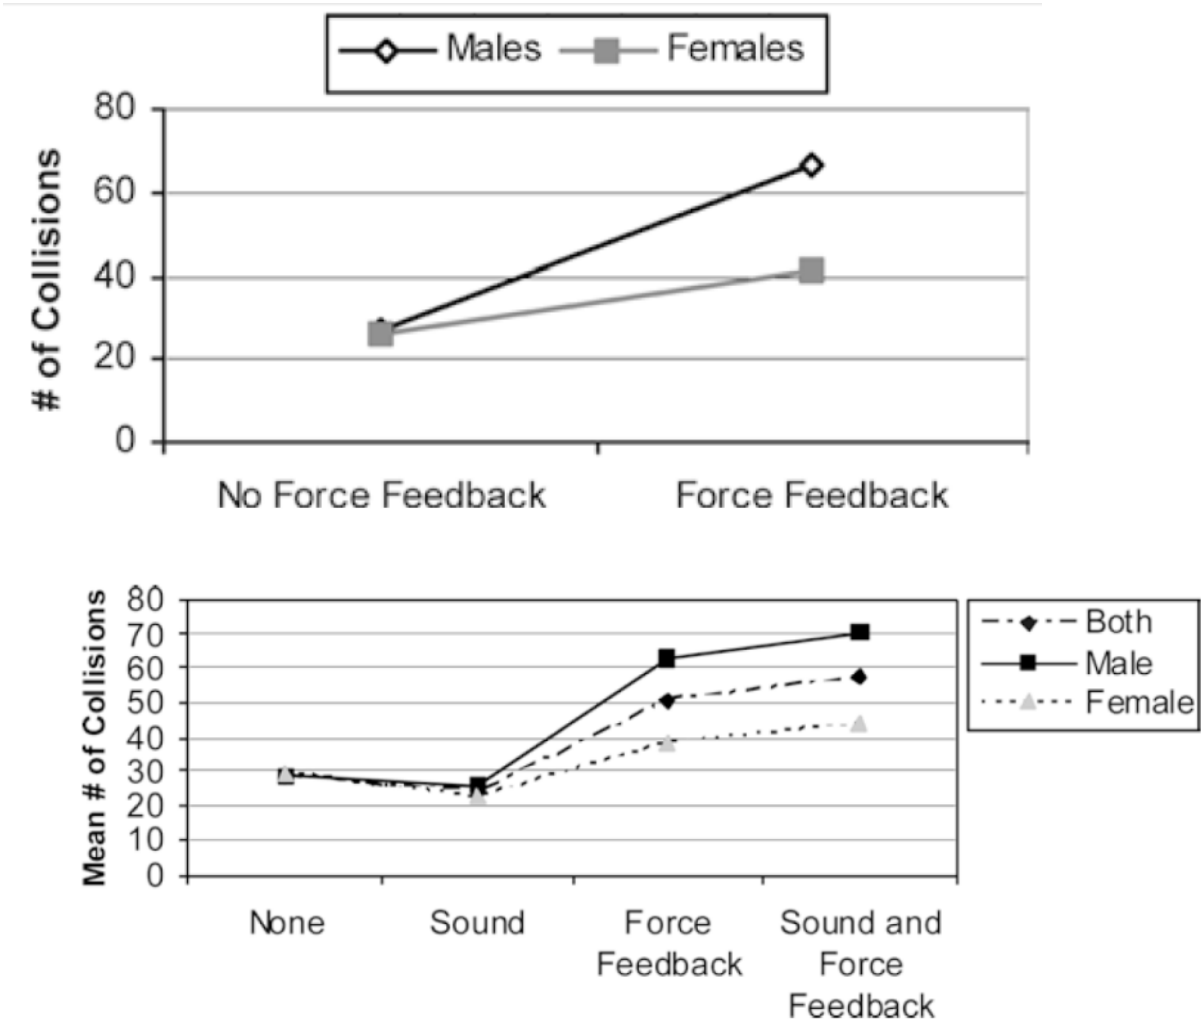 Males Females
80
60
40
20
0
# of Collisions
No Force Feedback Force Feedback
80
70
60
50
40
30
20
10
0
Mean # of Collisions
None Sound Force Feedback Sound and Force Feedback
Both
Male
Female